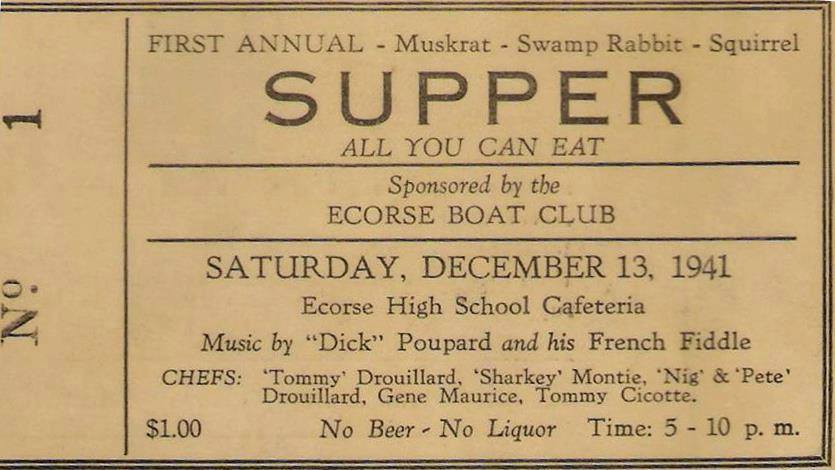 No. 1
FIRST ANNUAL - Muskrat - Swamp Rabbit - Squirrel
SUPPER
ALL YOU CAN EAT
Sponsored by the
ECORSE BOAT CLUB
SATURDAY, DECEMBER 13, 1941
Ecorse High School Cafeteria
Music by "Dick" Poupard and his French Fiddle
CHEFS: 'Tommy' Drouillard, 'Sharkey' Montie, 'Nig' & 'Pete'
Drouillard, Gene Maurice, Tommy Cicotte.
$1.00 No Beer - No Liquor Time: 5 - 10 p. m.